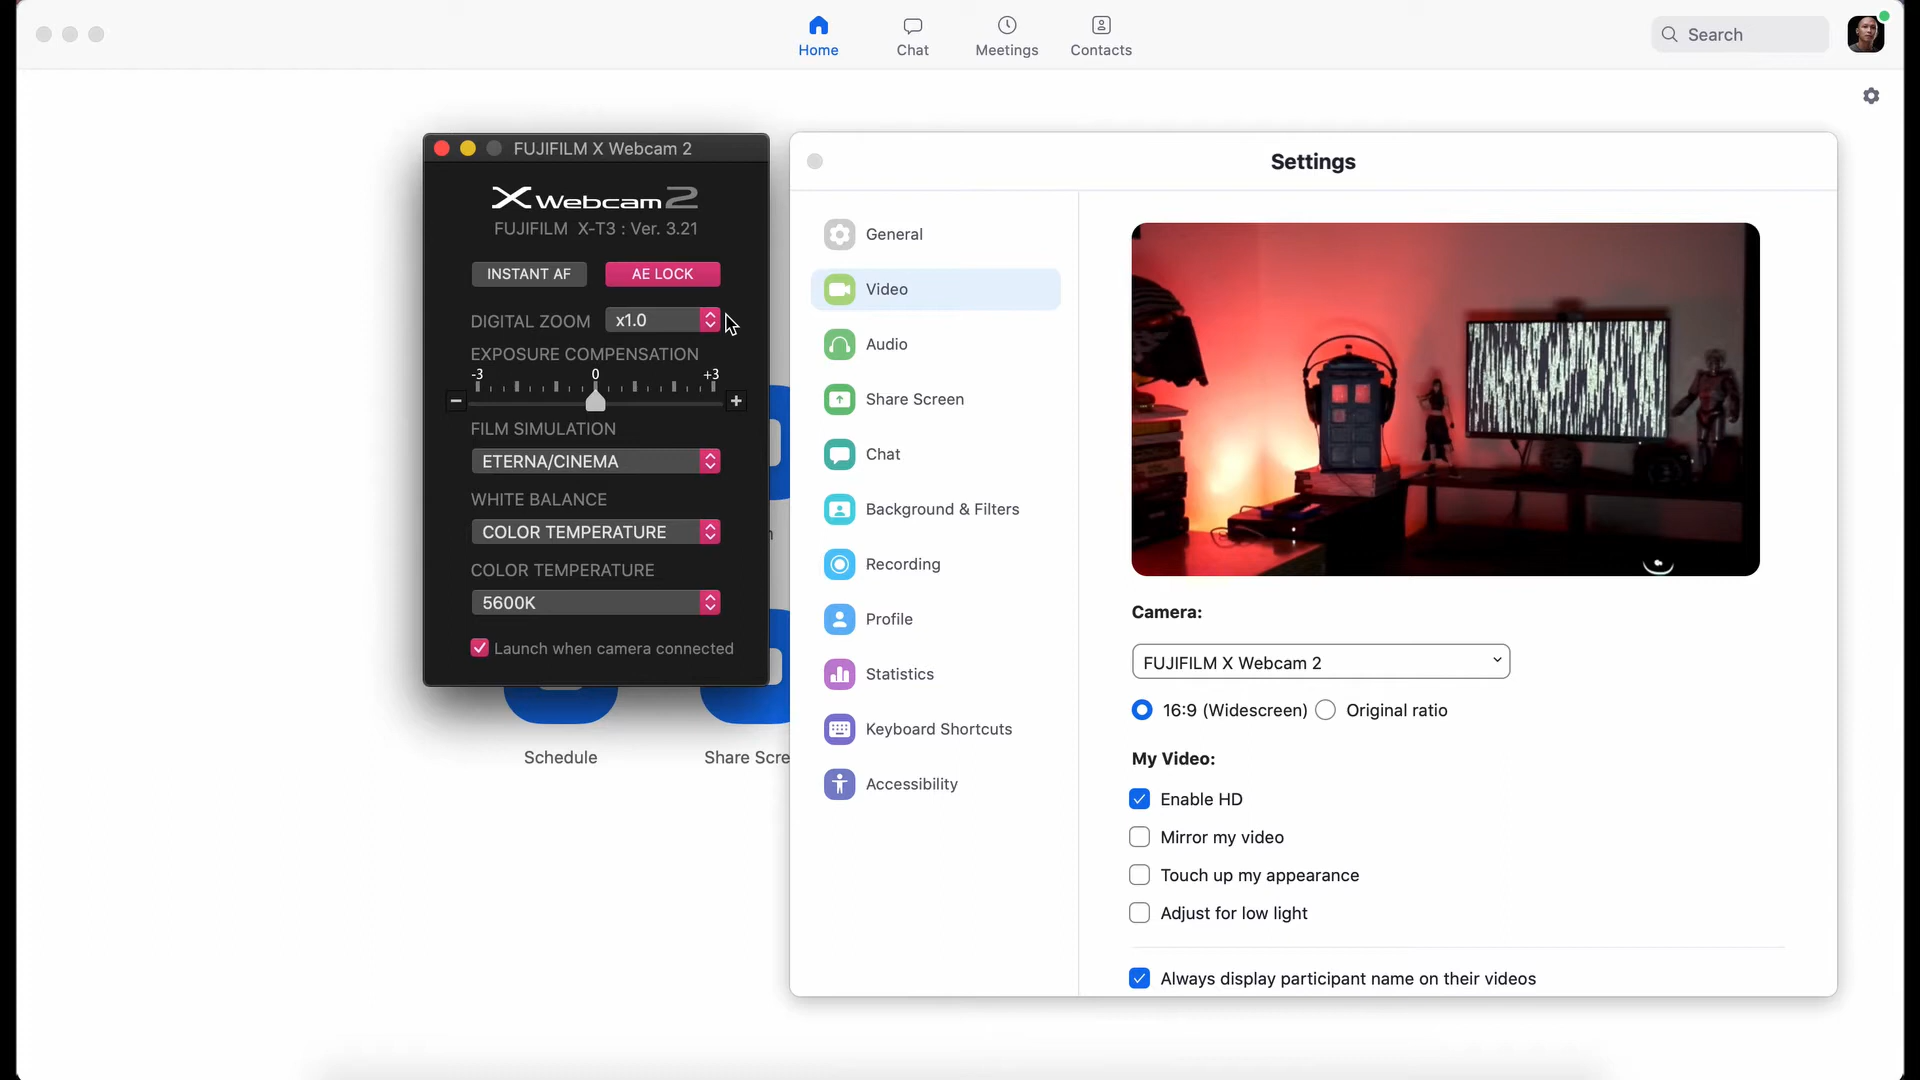 Home
Chat
Meetings
Contacts
Search
FUJIFILM X Webcam 2
X Webcam 2
FUJIFILM X-T3 : Ver. 3.21
INSTANT AF
AE LOCK
DIGITAL ZOOM
x1.0
EXPOSURE COMPENSATION
-3
0
+3
FILM SIMULATION
ETERNA/CINEMA
WHITE BALANCE
COLOR TEMPERATURE
COLOR TEMPERATURE
5600K
Launch when camera connected
Schedule
Share Scre
n
Settings
General
Video
Audio
Share Screen
Chat
Background & Filters
Recording
Profile
Statistics
Keyboard Shortcuts
Accessibility
Camera:
FUJIFILM X Webcam 2
16:9 (Widescreen)
Original ratio
My Video:
Enable HD
Mirror my video
Touch up my appearance
Adjust for low light
Always display participant name on their videos